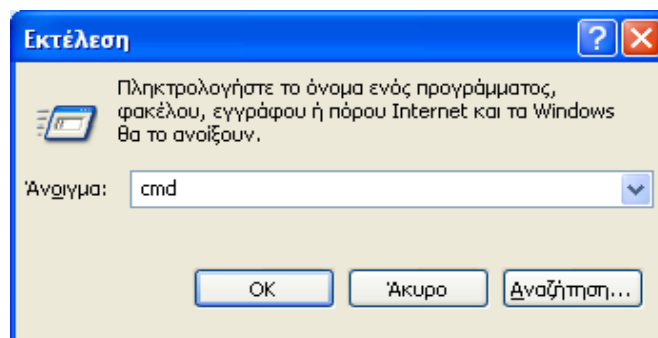 Εκτέλεση
Πληκτρολογήστε το όνομα ενός προγράμματος,
φακέλου, εγγράφου ή πόρου Internet και τα Windows
θα το ανοίξουν.
Άνοιγμα: cmd
OK Άκυρο Αναζήτηση...